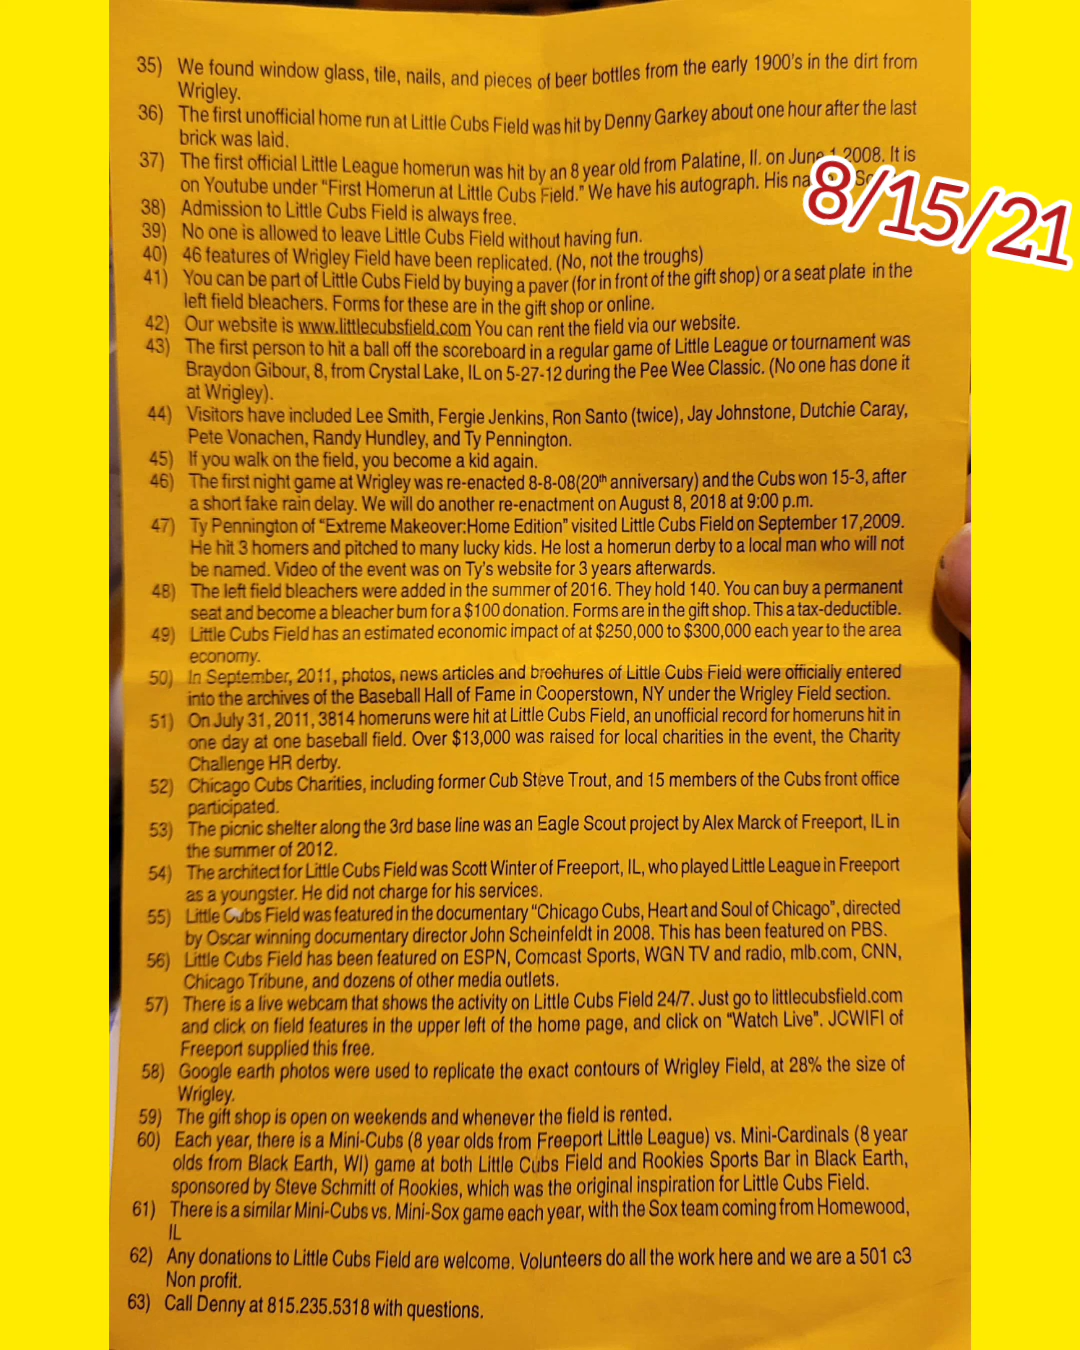 35) We found window glass, tile, nails, and pieces of beer bottles from the early 1900's in the dirt from
Wrigley.
36) The first unofficial home run at Little Cubs Field was hit by Denny Garkey about one hour after the last
brick was laid.
37) The first official Little League homerun was hit by an 8 year old from Palatine, Il. on June 1 2008. It is
on Youtube under "First Homerun at Little Cubs Field." We have his autograph. His
8/15/21
38) Admission to Little Cubs Field is always free.
39) No one is allowed to leave Little Cubs Field without having fun.
40) 46 features of Wrigley Field have been replicated. (No, not the troughs)
41) You can be part of Little Cubs Field by buying a paver (for in front of the gift shop) or a seat plate in the
left field bleachers. Forms for these are in the gift shop or online.
42) Our website is www.littlecubsfield.com You can rent the field via our website.
43) The first person to hit a ball off the scoreboard in a regular game of Little League or tournament was
Braydon Gibour, 8, from Crystal Lake, IL on 5-27-12 during the Pee Wee Classic. (No one has done it
at Wrigley).
44) Visitors have included Lee Smith, Fergie Jenkins, Ron Santo (twice), Jay Johnstone, Dutchie Caray,
Pete Vonachen, Randy Hundley, and Ty Pennington.
45) If you walk on the field, you become a kid again.
46) The first night game at Wrigley was re-enacted 8-8-08(20th anniversary) and the Cubs won 15-3, after
a short fake rain delay. We will do another re-enactment on August 8, 2018 at 9:00 p.m.
47) Ty Pennington of "Extreme Makeover:Home Edition" visited Little Cubs Field on September 17,2009.
He hit 3 homers and pitched to many lucky kids. He lost a homerun derby to a local man who will not
be named. Video of the event was on Ty's website for 3 years afterwards.
48) The left field bleachers were added in the summer of 2016. They hold 140. You can buy a permanent
seat and become a bleacher bum for a $100 donation. Forms are in the gift shop. This a tax-deductible.
49) Little Cubs Field has an estimated economic impact of at $250,000 to $300,000 each year to the area
economy.
50) In September, 2011, photos, news articles and brochures of Little Cubs Field were officially entered
into the archives of the Baseball Hall of Fame in Cooperstown, NY under the Wrigley Field section.
51) On July 31, 2011, 3814 homeruns were hit at Little Cubs Field, an unofficial record for homeruns hit in
one day at one baseball field. Over $13,000 was raised for local charities in the event, the Charity
Challenge HR derby.
52) Chicago Cubs Charities, including former Cub Steve Trout, and 15 members of the Cubs front office
participated.
53) The picnic shelter along the 3rd base line was an Eagle Scout project by Alex Marck of Freeport, IL in
the summer of 2012.
54) The architect for Little Cubs Field was Scott Winter of Freeport, IL, who played Little League in Freeport
as a youngster. He did not charge for his services.
55) Little Cubs Field was featured in the documentary "Chicago Cubs, Heart and Soul of Chicago", directed
by Oscar winning documentary director John Scheinfeldt in 2008. This has been featured on PBS.
56) Little Cubs Field has been featured on ESPN, Comcast Sports, WGN TV and radio, mlb.com, CNN,
Chicago Tribune, and dozens of other media outlets.
57) There is a live webcam that shows the activity on Little Cubs Field 24/7. Just go to littlecubsfield.com
and click on field features in the upper left of the home page, and click on "Watch Live". JCWIFI of
Freeport supplied this free.
58) Google earth photos were used to replicate the exact contours of Wrigley Field, at 28% the size of
Wrigley.
59) The gift shop is open on weekends and whenever the field is rented.
60) Each year, there is a Mini-Cubs (8 year olds from Freeport Little League) vs. Mini-Cardinals (8 year
olds from Black Earth, WI) game at both Little Cubs Field and Rookies Sports Bar in Black Earth,
sponsored by Steve Schmitt of Rookies, which was the original inspiration for Little Cubs Field.
61) There is a similar Mini-Cubs vs. Mini-Sox game each year, with the Sox team coming from Homewood,
IL
62) Any donations to Little Cubs Field are welcome. Volunteers do all the work here and we are a 501 c3
Non profit.
63) Call Denny at 815.235.5318 with questions.